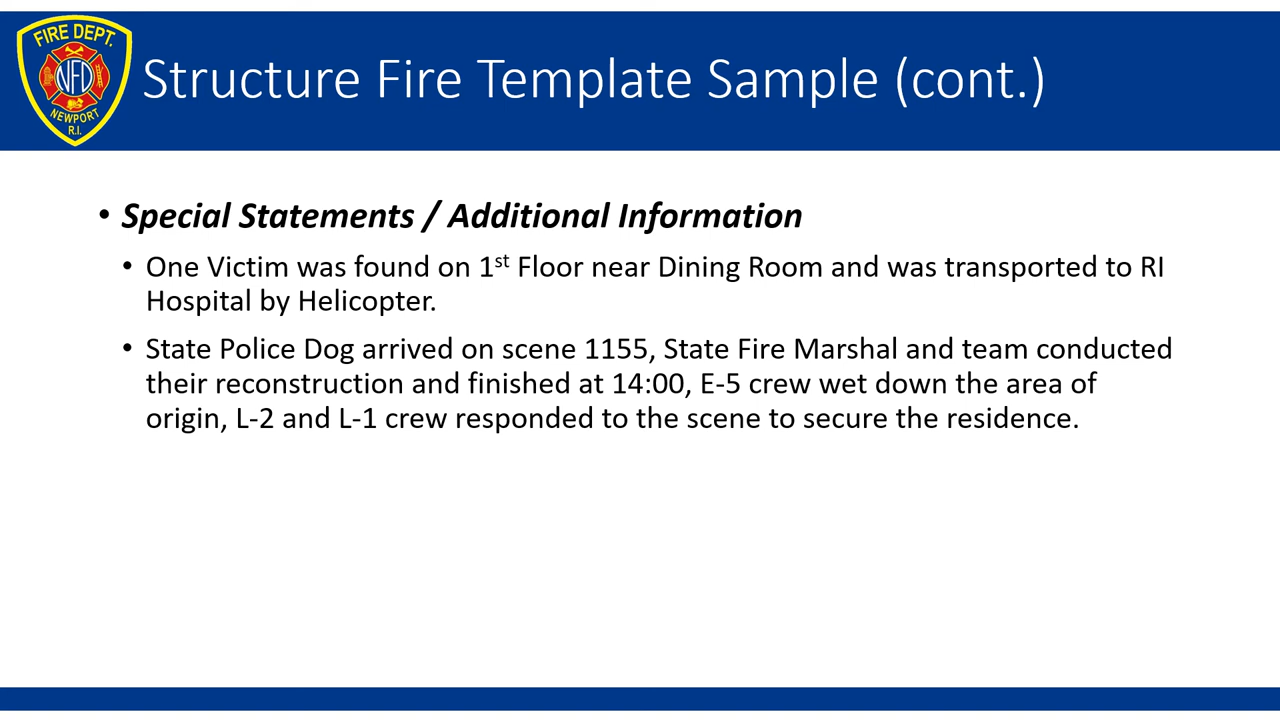 FIRE DEPT.
NFD
NEWPORT
R.I.
Structure Fire Template Sample (cont.)
• Special Statements / Additional Information
• One Victim was found on 1st Floor near Dining Room and was transported to RI
Hospital by Helicopter.
• State Police Dog arrived on scene 1155, State Fire Marshal and team conducted
their reconstruction and finished at 14:00, E-5 crew wet down the area of
origin, L-2 and L-1 crew responded to the scene to secure the residence.